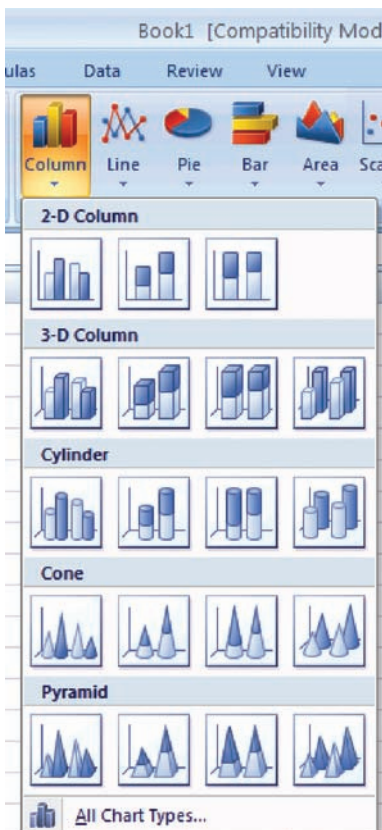 Book1 [Compatibility Mod
ulas Data Review View
Column Line Pie Bar Area Sca
2-D Column
3-D Column
Cylinder
Cone
Pyramid
All Chart Types...